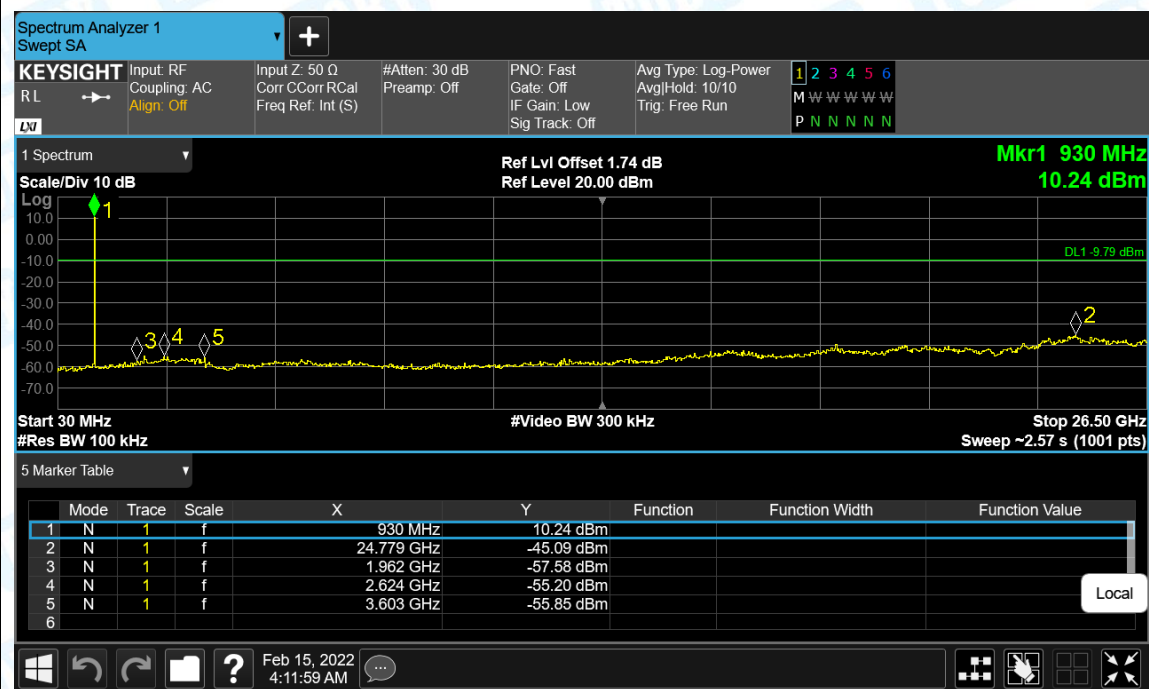 Spectrum Analyzer 1
Swept SA
+
KEYSIGHT
R L
LXI
Input: RF
Coupling: AC
Align: Off
Input Z: 50 Ω
Corr CCorr RCal
Freq Ref: Int (S)
#Atten: 30 dB
Preamp: Off
PNO: Fast
Gate: Off
IF Gain: Low
Sig Track: Off
Avg Type: Log-Power
Avg|Hold: 10/10
Trig: Free Run
1 2 3 4 5 6
M W W W W W
P N N N N N
1 Spectrum
Scale/Div 10 dB
Ref Lvl Offset 1.74 dB
Ref Level 20.00 dBm
Mkr1 930 MHz
10.24 dBm
Log
10.0
0.00
-10.0
-20.0
-30.0
-40.0
-50.0
-60.0
-70.0
1
DL1 -9.79 dBm
2
3 4 5
Start 30 MHz
#Res BW 100 kHz
#Video BW 300 kHz
Stop 26.50 GHz
Sweep ~2.57 s (1001 pts)
5 Marker Table
Mode Trace Scale X Y Function Function Width Function Value
1 N 1 f 930 MHz 10.24 dBm
2 N 1 f 24.779 GHz -45.09 dBm
3 N 1 f 1.962 GHz -57.58 dBm
4 N 1 f 2.624 GHz -55.20 dBm
5 N 1 f 3.603 GHz -55.85 dBm
6
Local
?
Feb 15, 2022
4:11:59 AM